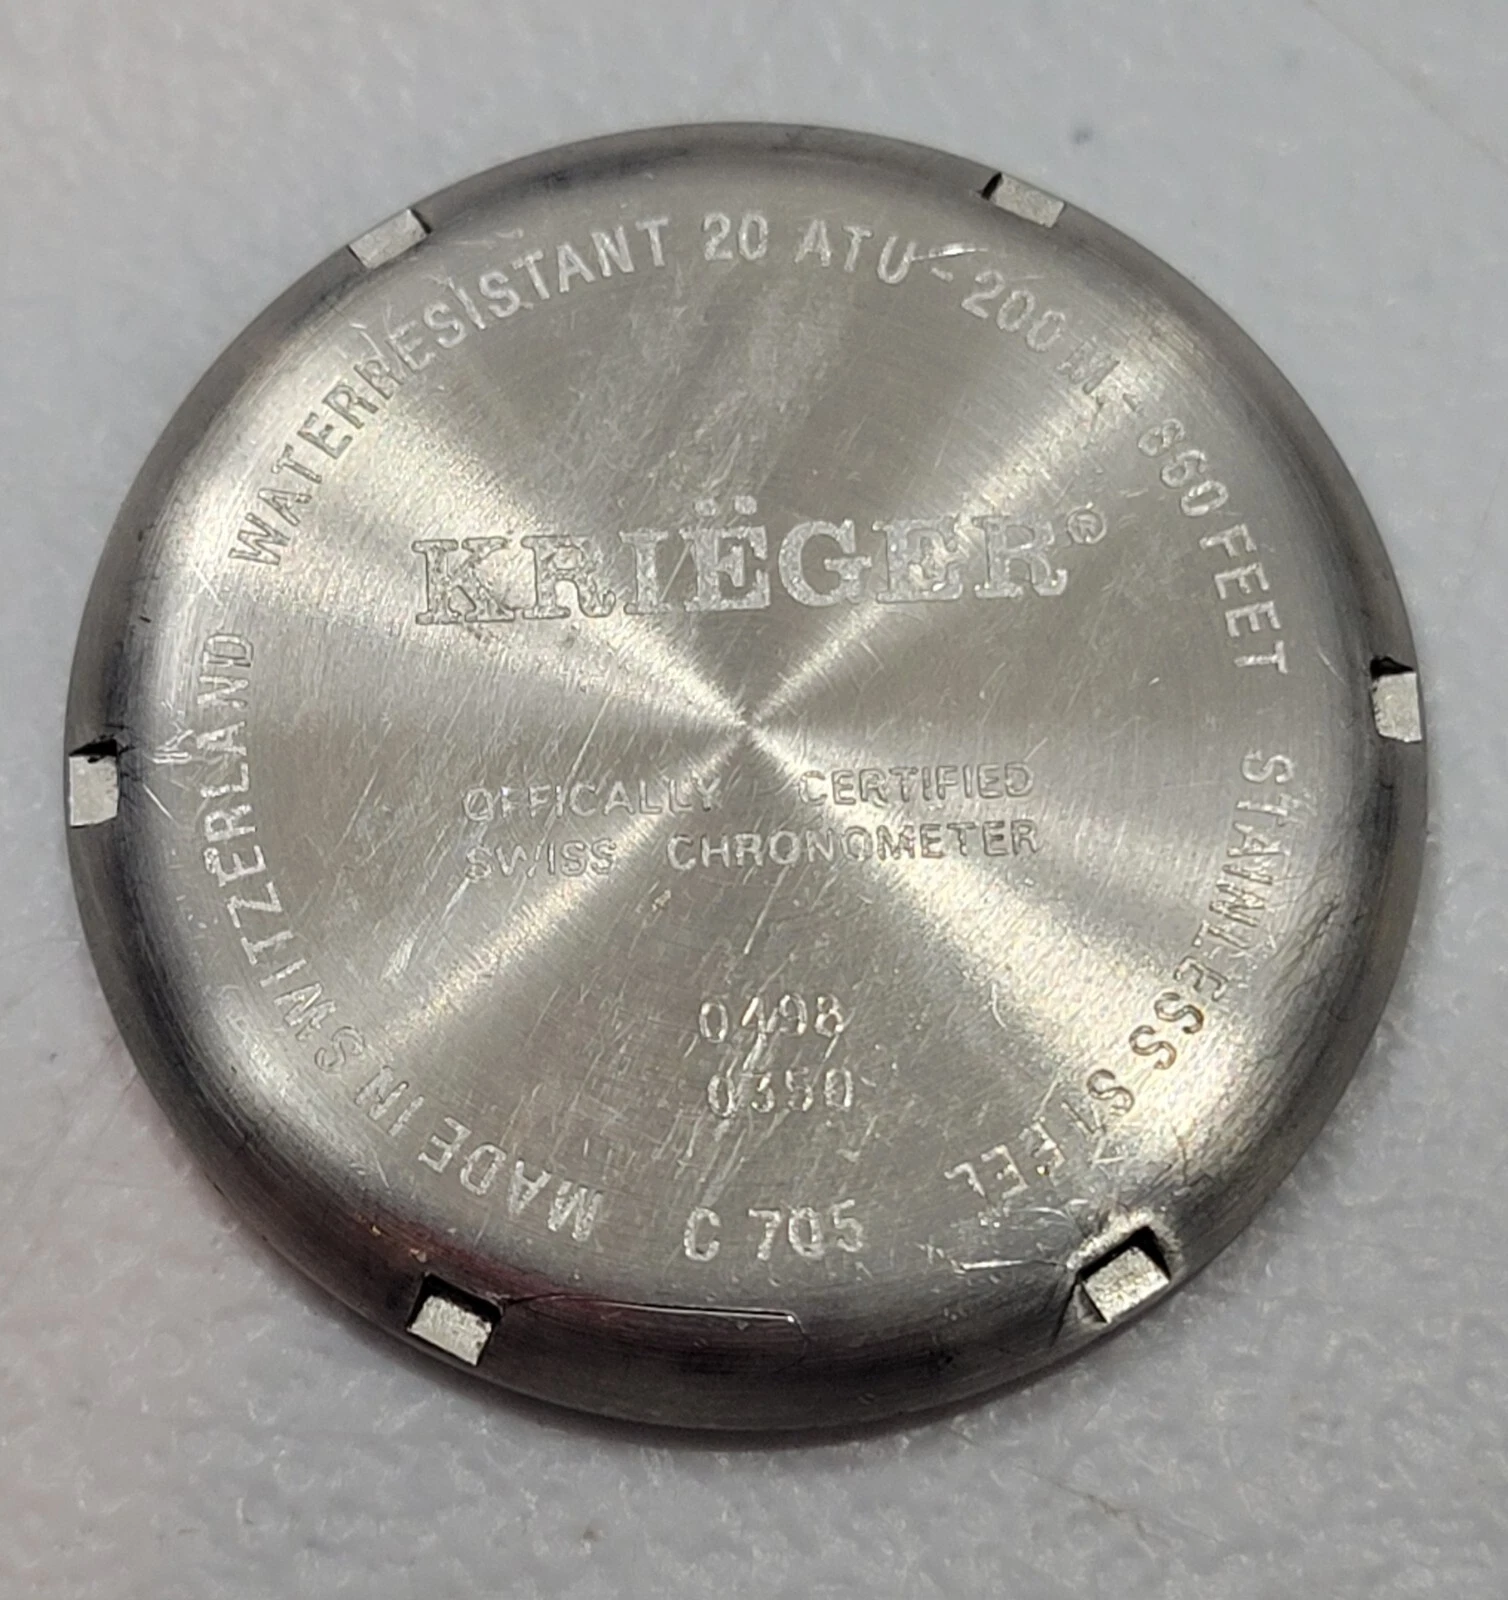 WATERRESISTANT 20 ATU - 200 M - 660 FEET STAINLESS STEEL
KRIËGER®
OFFICALLY CERTIFIED
SWISS CHRONOMETER
0498
0350
C 705
MADE IN SWITZERLAND